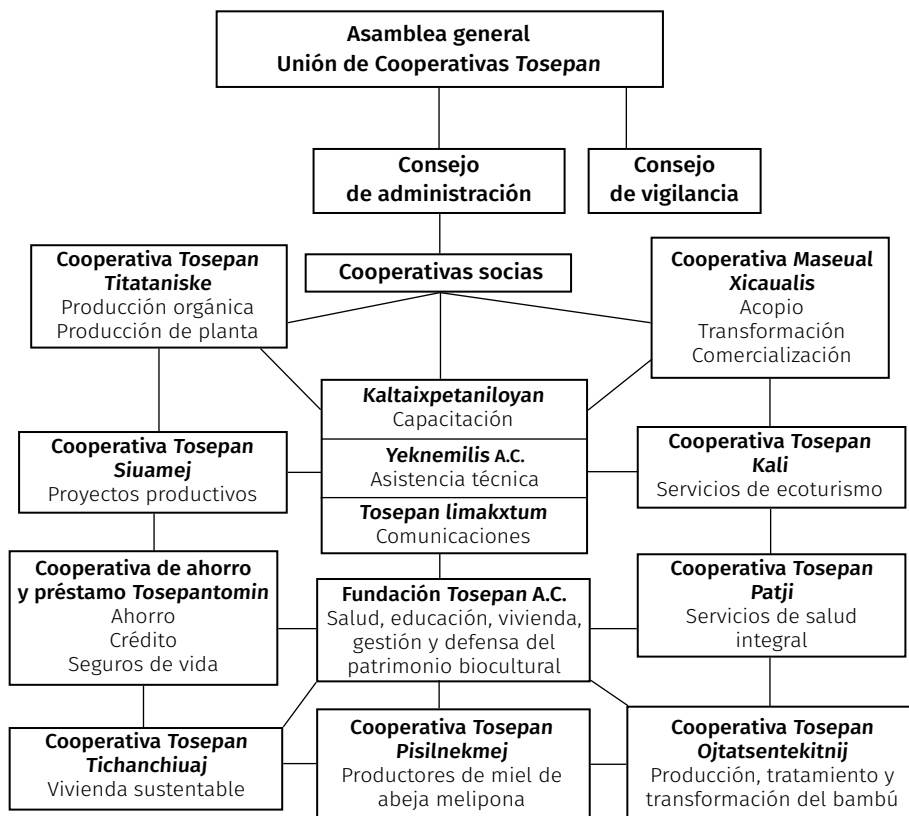 Asamblea general
Unión de Cooperativas Tosepan
Consejo
de administración
Consejo
de vigilancia
Cooperativa Tosepan
Titataniske
Producción orgánica
Producción de planta
Cooperativas socias
Cooperativa Maseual
Xicaualis
Acopio
Transformación
Comercialización
Kaltaixpetaniloyan
Capacitación
Yeknemilis A.C.
Asistencia técnica
Tosepan limakxtum
Comunicaciones
Cooperativa Tosepan
Siuamej
Proyectos productivos
Cooperativa Tosepan
Kali
Servicios de ecoturismo
Cooperativa de ahorro
y préstamo Tosepantomin
Ahorro
Crédito
Seguros de vida
Fundación Tosepan A.C.
Salud, educación, vivienda,
gestión y defensa del
patrimonio biocultural
Cooperativa Tosepan
Patji
Servicios de salud
integral
Cooperativa Tosepan
Tichanchiuaj
Vivienda sustentable
Cooperativa Tosepan
Pisilnekmej
Productores de miel de
abeja melipona
Cooperativa Tosepan
Ojtatsentekitnij
Producción, tratamiento y
transformación del bambú